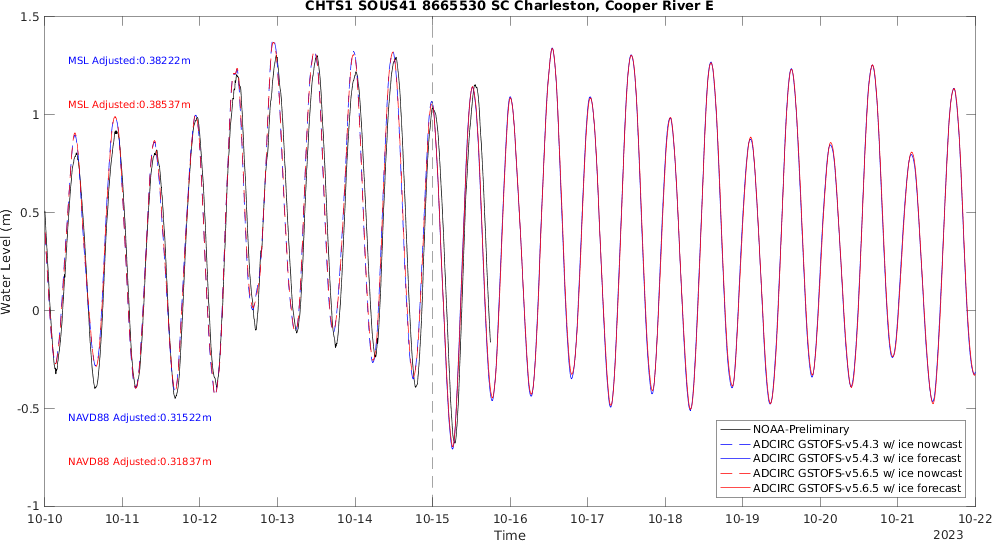 CHTS1 SOUS41 8665530 SC Charleston, Cooper River E
1.5
1
0.5
0
-0.5
-1
Water Level (m)
MSL Adjusted:0.38222m
MSL Adjusted:0.38537m
NAVD88 Adjusted:0.31522m
NAVD88 Adjusted:0.31837m
NOAA-Preliminary
ADCIRC GSTOFS-v5.4.3 w/ ice nowcast
ADCIRC GSTOFS-v5.4.3 w/ ice forecast
ADCIRC GSTOFS-v5.6.5 w/ ice nowcast
ADCIRC GSTOFS-v5.6.5 w/ ice forecast
10-10 10-11 10-12 10-13 10-14 10-15 10-16 10-17 10-18 10-19 10-20 10-21 10-22
Time
2023